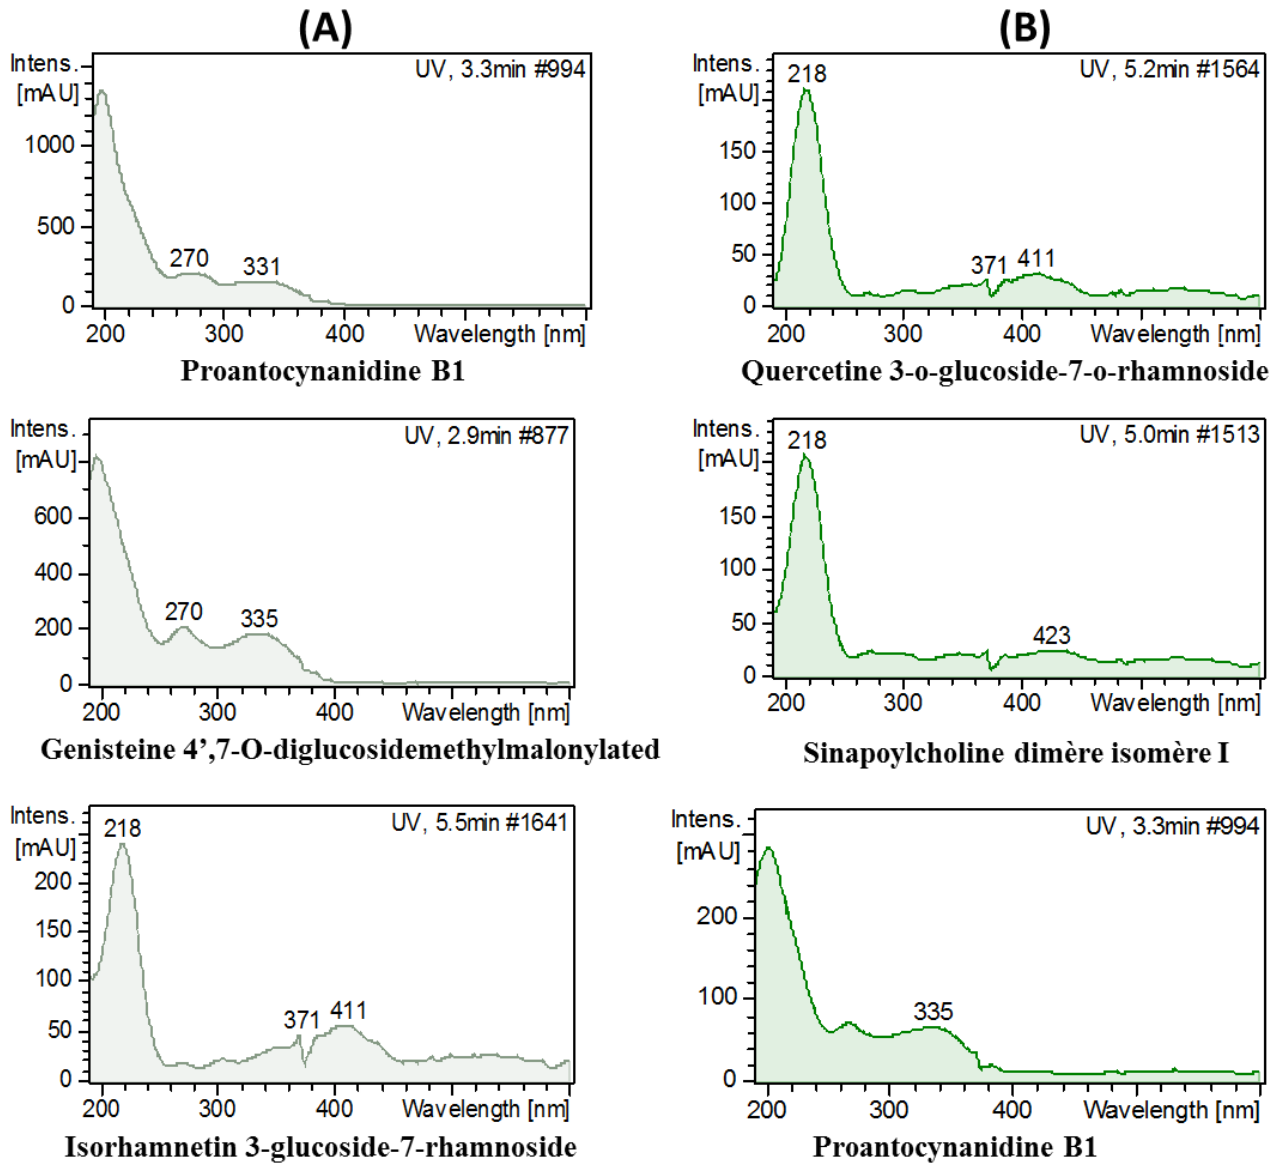 (A)
Intens.
[mAU]
UV, 3.3min #994
270
331
1000
500
0
200
300
400
Wavelength [nm]
Proantocynanidine B1
Intens.
[mAU]
UV, 2.9min #877
270
335
600
400
200
0
200
300
400
Wavelength [nm]
Genisteine 4’,7-O-diglucosidemethylmalonylated
Intens.
[mAU]
UV, 5.5min #1641
218
371
411
200
150
100
50
0
200
300
400
Wavelength [nm]
Isorhamnetin 3-glucoside-7-rhamnoside
(B)
Intens.
[mAU]
UV, 5.2min #1564
218
371
411
150
100
50
0
200
300
400
Wavelength [nm]
Quercetine 3-o-glucoside-7-o-rhamnoside
Intens.
[mAU]
UV, 5.0min #1513
218
423
150
100
50
0
200
300
400
Wavelength [nm]
Sinapoylcholine dimère isomère I
Intens.
[mAU]
UV, 3.3min #994
335
200
100
0
200
300
400
Wavelength [nm]
Proantocynanidine B1